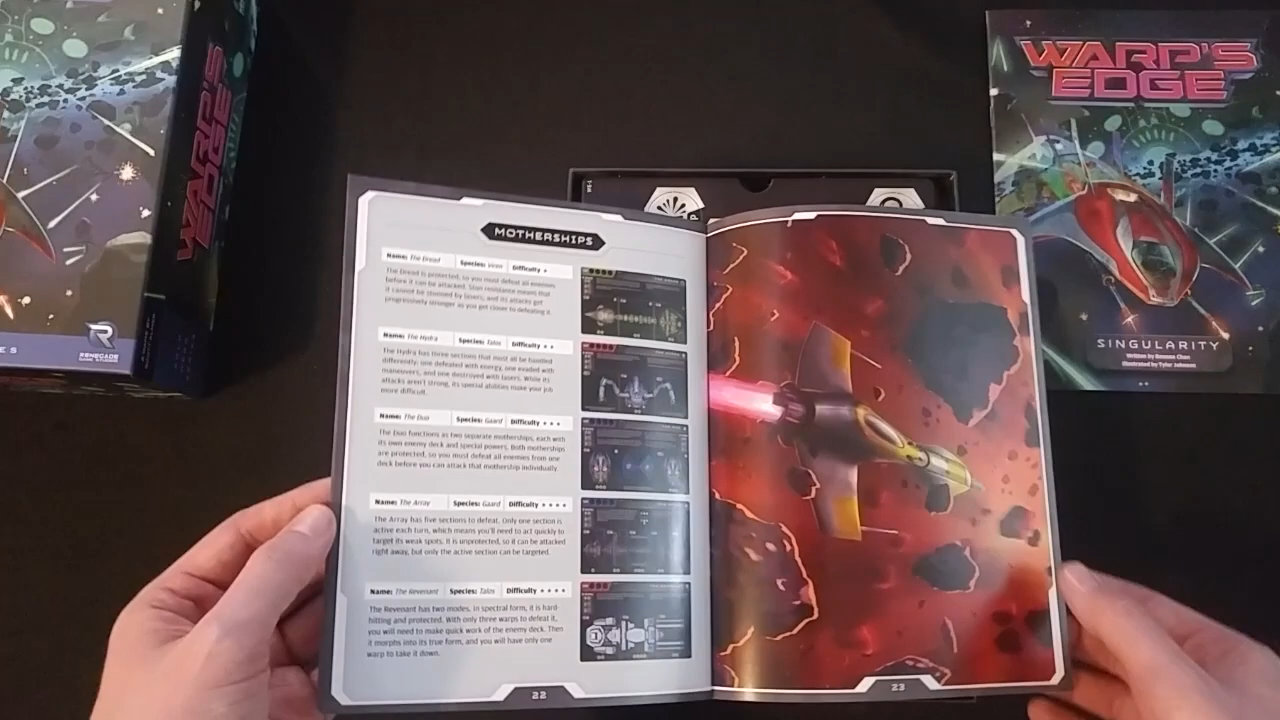 WARP'S
EDGE
RENEGADE
GAME STUDIOS
WARP'S
EDGE
SINGULARITY
Written by Banana Chan
Illustrated by Tyler Johnson
MOTHERSHIPS
Name: The Dread Species: Difficulty
The Dread is protected, so you must defeat all enemies
before it can be attacked. Stun resistance means that
it cannot be stunned by lasers, and its attacks get
progressively stronger as you get closer to defeating it.
Name: The Hydra Species: Talos Difficulty
The Hydra has three sections that must all be handled
differently: one defeated with energy, one evaded with
maneuvers, and one destroyed with lasers. While its
attacks aren't strong, its special abilities make your job
more difficult.
Name: The Duo Species: Gaard Difficulty
The Duo functions as two separate motherships, each with
its own enemy deck and special powers. Both motherships
are protected, so you must defeat all enemies from one
deck before you can attack that mothership individually.
Name: The Array Species: Gaard Difficulty
The Array has five sections to defeat. Only one section is
active each turn, which means you'll need to act quickly to
target its weak spots. It is unprotected, so it can be attacked
right away, but only the active section can be targeted.
Name: The Revenant Species: Talos Difficulty
The Revenant has two modes. In spectral form, it is hard-
hitting and protected. With only three warps to defeat it,
you will need to make quick work of the enemy deck. Then
it morphs into its true form, and you will have only one
warp to take it down.
22
23